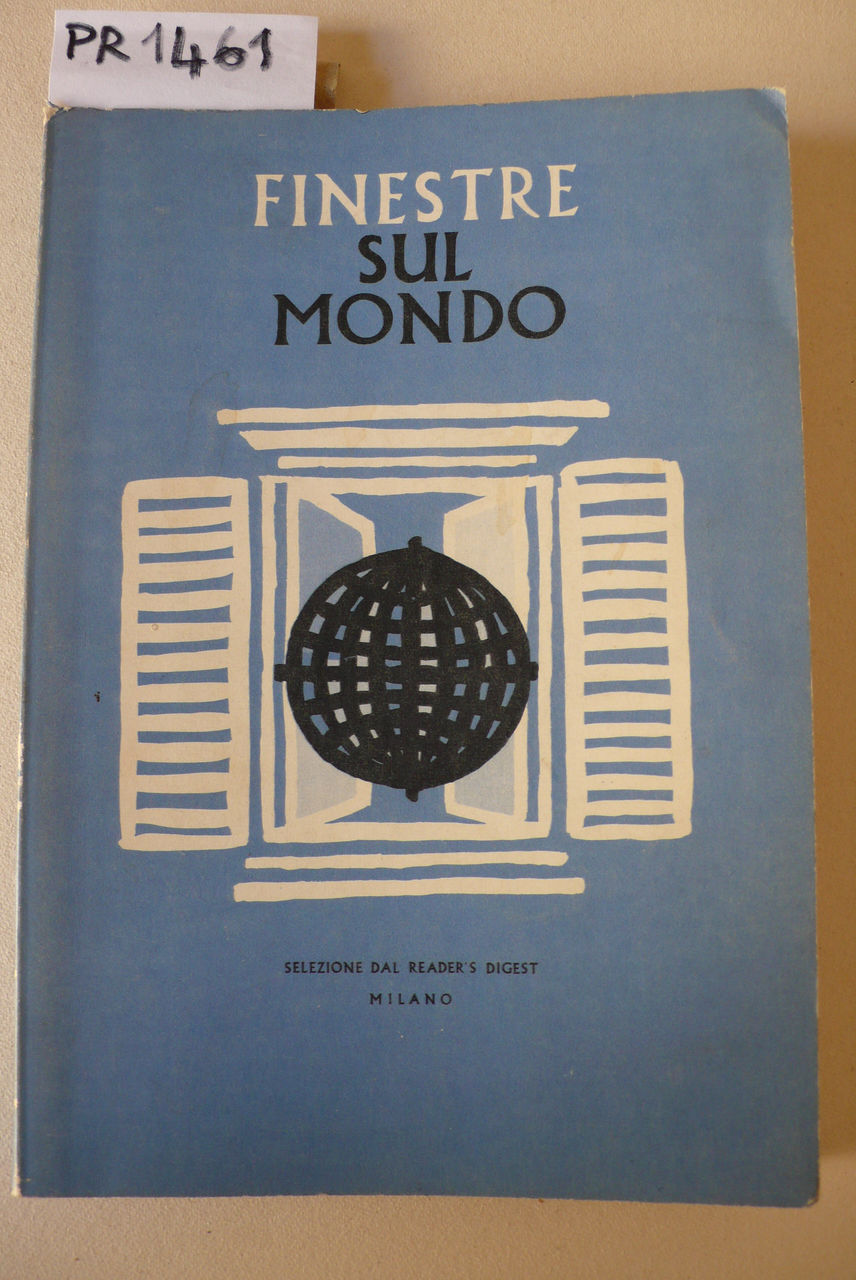 PR 1461
FINESTRE
SUL
MONDO
SELEZIONE DAL READER'S DIGEST
MILANO